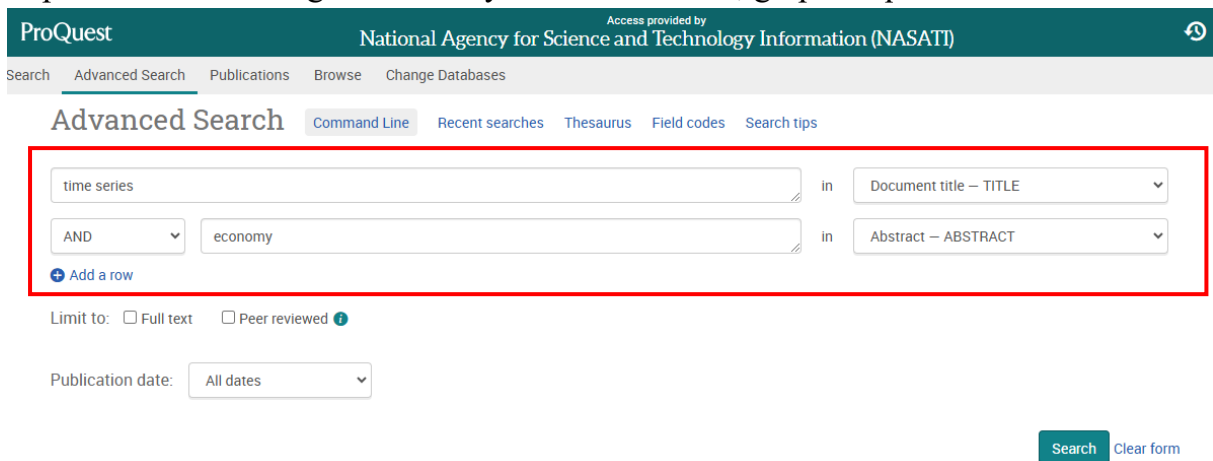 ProQuest
Access provided by
National Agency for Science and Technology Information (NASATI)
Search Advanced Search Publications Browse Change Databases
Advanced Search Command Line Recent searches Thesaurus Field codes Search tips
time series in Document title – TITLE
AND economy in Abstract – ABSTRACT
Add a row
Limit to: Full text Peer reviewed
Publication date: All dates
Search Clear form